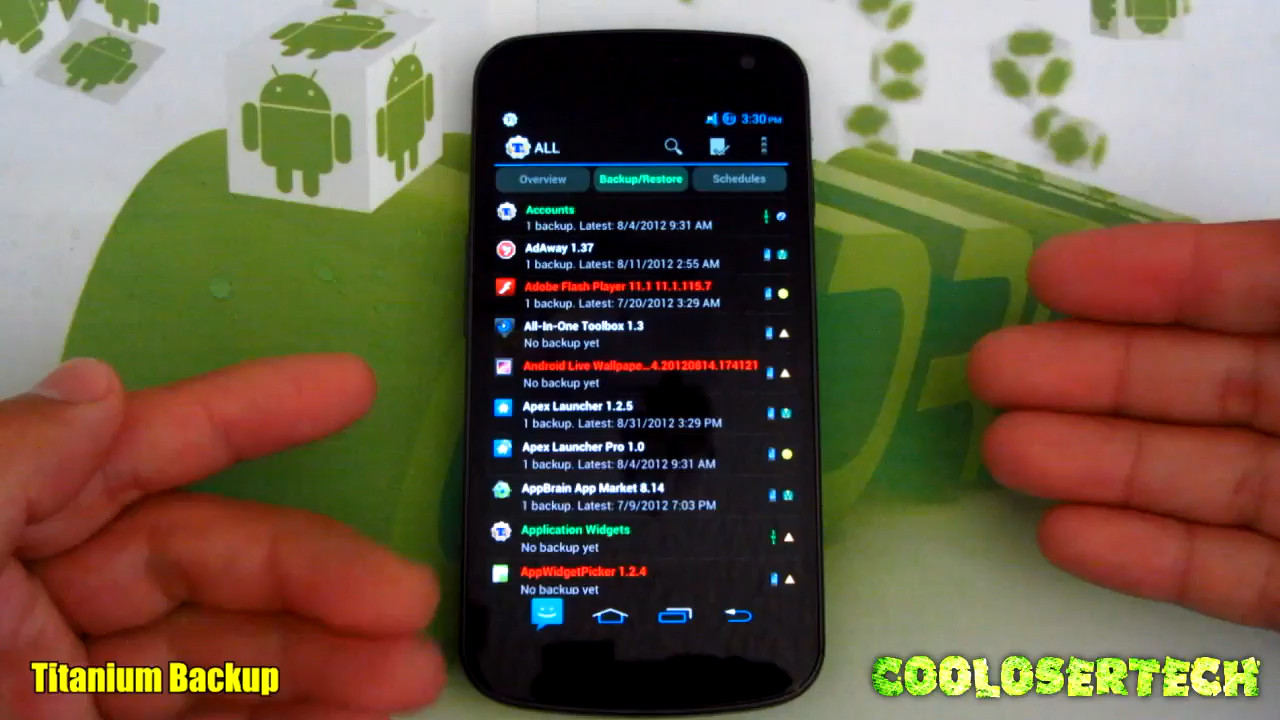 3:30 PM
ALL
Overview Backup/Restore Schedules
Accounts
1 backup. Latest: 8/4/2012 9:31 AM
AdAway 1.37
1 backup. Latest: 8/11/2012 2:55 AM
Adobe Flash Player 11.1 11.1.115.7
1 backup. Latest: 7/20/2012 3:29 AM
All-In-One Toolbox 1.3
No backup yet
Android Live Wallpape...4.20120814.174121
No backup yet
Apex Launcher 1.2.5
1 backup. Latest: 8/31/2012 3:29 PM
Apex Launcher Pro 1.0
1 backup. Latest: 8/4/2012 9:31 AM
AppBrain App Market 8.14
1 backup. Latest: 7/9/2012 7:03 PM
Application Widgets
No backup yet
AppWidgetPicker 1.2.4
No backup yet
Titanium Backup
COOLOSERTECH